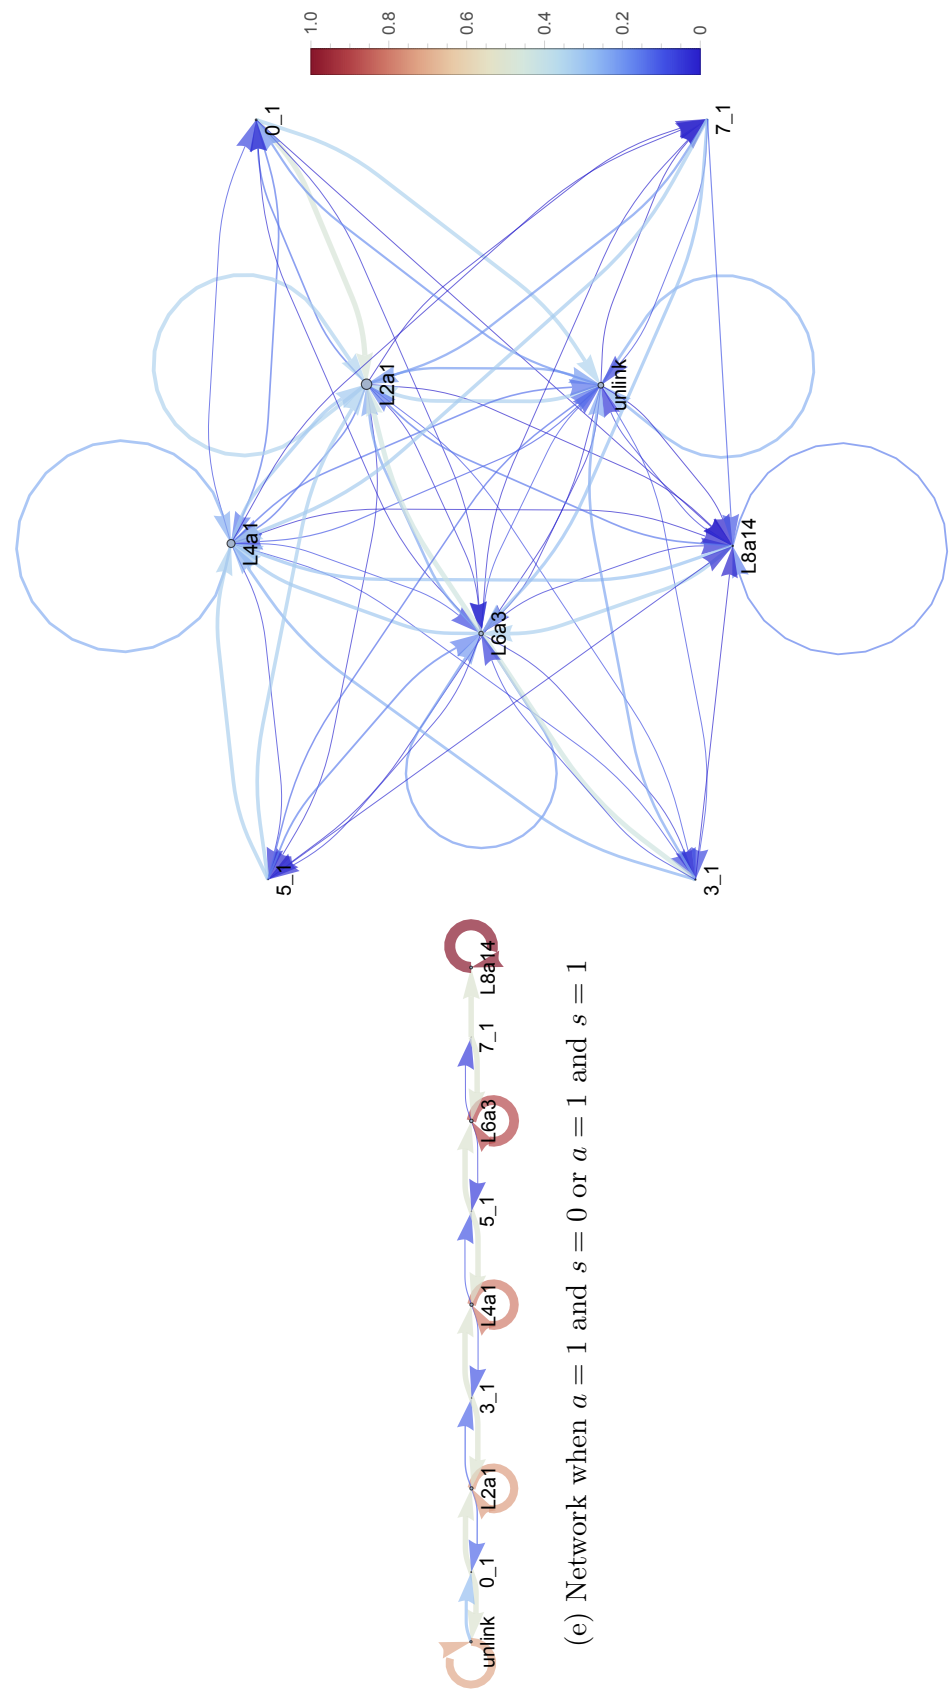 unlink
0_1
L2a1
3_1
L4a1
5_1
L6a3
7_1
L8a14
(e) Network when a = 1 and s = 0 or a = 1 and s = 1
5_1
L4a1
0_1
L2a1
L6a3
unlink
3_1
L8a14
7_1
1.0
0.8
0.6
0.4
0.2
0